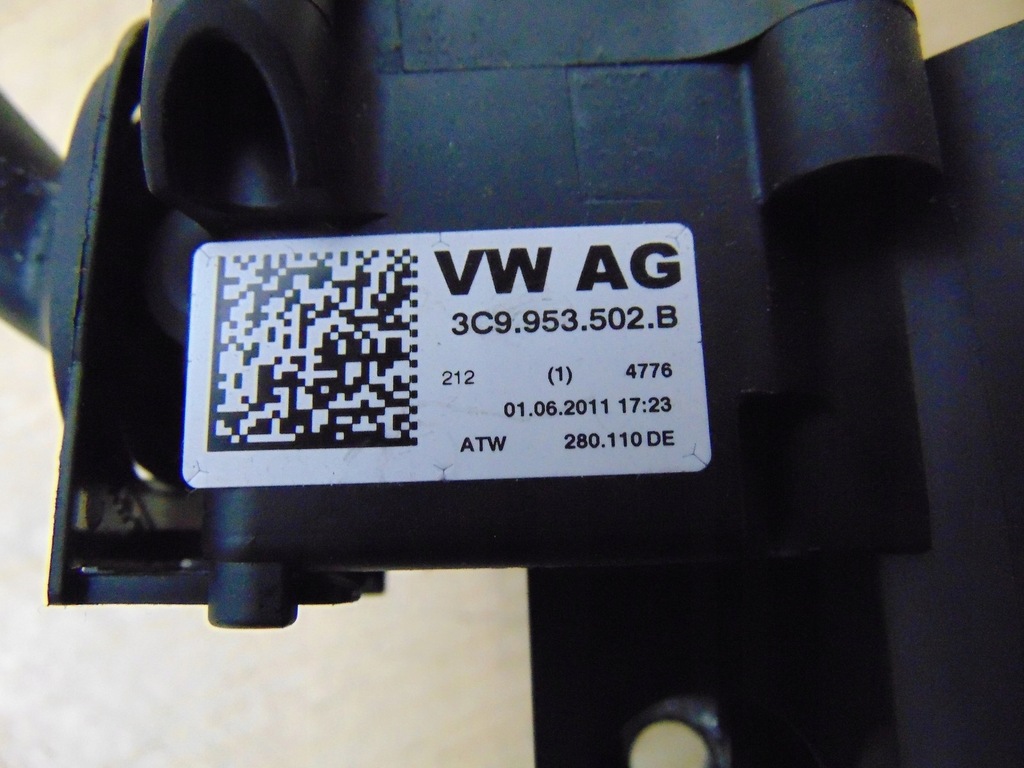 VW AG
3C9.953.502.B
212 (1) 4776
01.06.2011 17:23
ATW 280.110 DE